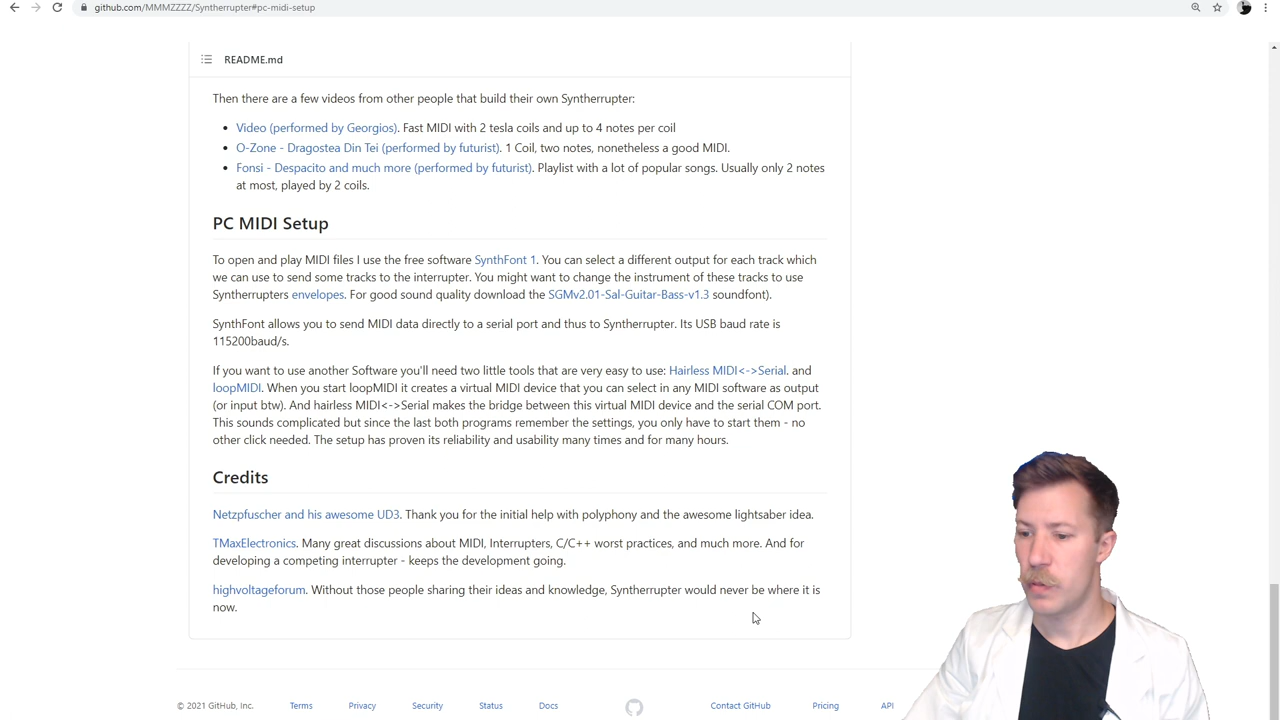 github.com/MMMZZZZ/Syntherrupter#pc-midi-setup
README.md
Then there are a few videos from other people that build their own Syntherrupter:
Video (performed by Georgios). Fast MIDI with 2 tesla coils and up to 4 notes per coil
O-Zone - Dragostea Din Tei (performed by futurist). 1 Coil, two notes, nonetheless a good MIDI.
Fonsi - Despacito and much more (performed by futurist). Playlist with a lot of popular songs. Usually only 2 notes
at most, played by 2 coils.
PC MIDI Setup
To open and play MIDI files I use the free software SynthFont 1. You can select a different output for each track which
we can use to send some tracks to the interrupter. You might want to change the instrument of these tracks to use
Syntherrupters envelopes. For good sound quality download the SGMv2.01-Sal-Guitar-Bass-v1.3 soundfont).
SynthFont allows you to send MIDI data directly to a serial port and thus to Syntherrupter. Its USB baud rate is
115200baud/s.
If you want to use another Software you'll need two little tools that are very easy to use: Hairless MIDI<->Serial. and
loopMIDI. When you start loopMIDI it creates a virtual MIDI device that you can select in any MIDI software as output
(or input btw). And hairless MIDI<->Serial makes the bridge between this virtual MIDI device and the serial COM port.
This sounds complicated but since the last both programs remember the settings, you only have to start them - no
other click needed. The setup has proven its reliability and usability many times and for many hours.
Credits
Netzpfuscher and his awesome UD3. Thank you for the initial help with polyphony and the awesome lightsaber idea.
TMaxElectronics. Many great discussions about MIDI, Interrupters, C/C++ worst practices, and much more. And for
developing a competing interrupter - keeps the development going.
highvoltageforum. Without those people sharing their ideas and knowledge, Syntherrupter would never be where it is
now.
© 2021 GitHub, Inc. Terms Privacy Security Status Docs Contact GitHub Pricing API